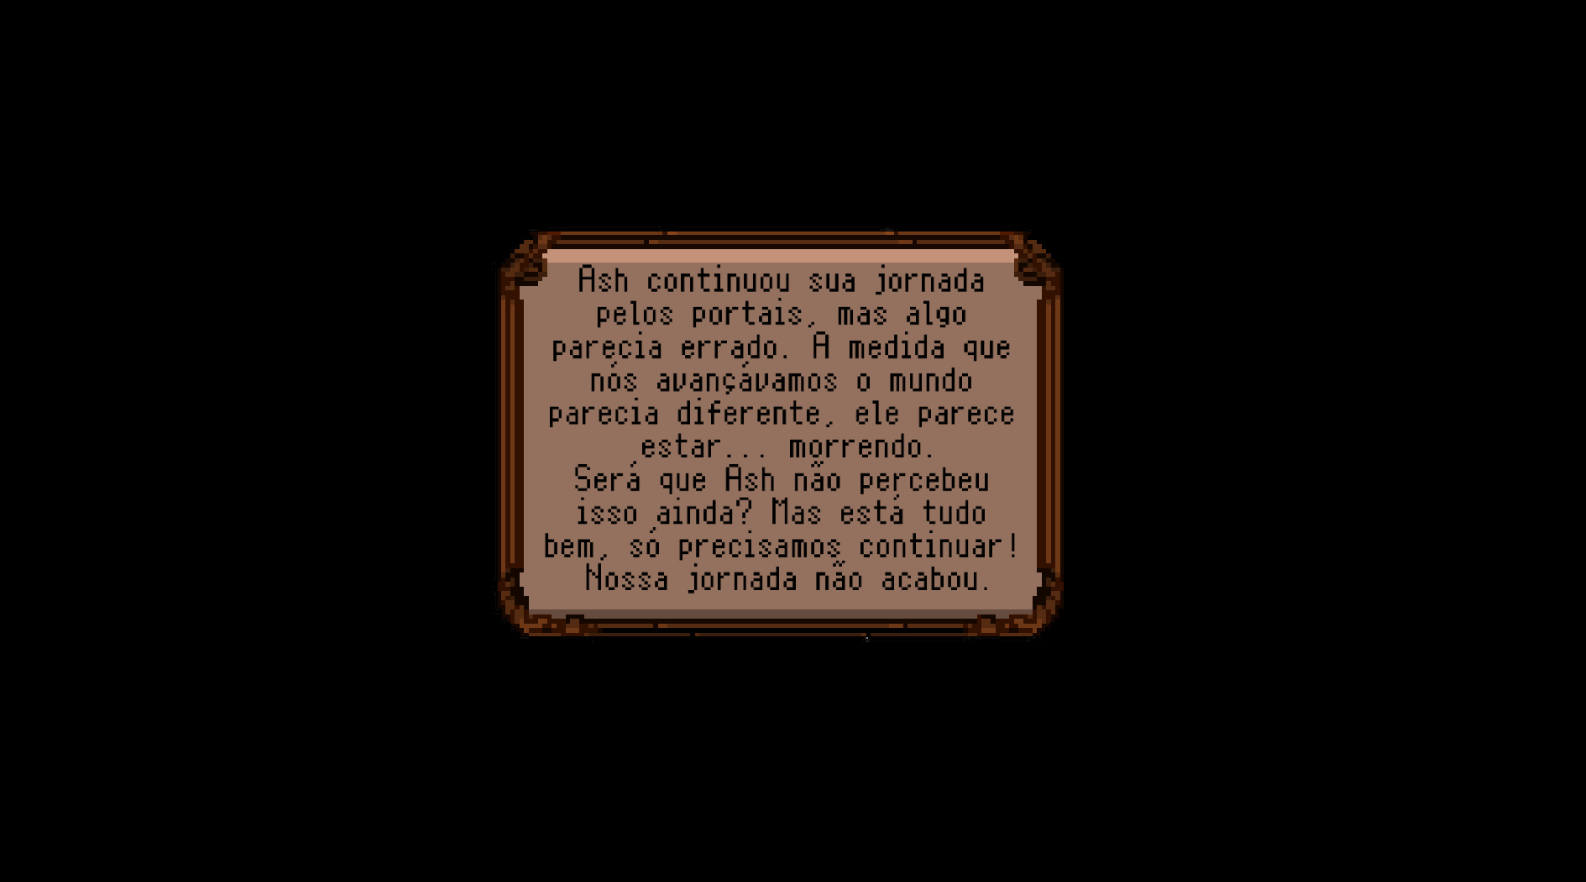 Ash continuou sua jornada
pelos portais, mas algo
parecia errado. A medida que
nós avançávamos o mundo
parecia diferente, ele parece
estar... morrendo.
Será que Ash não percebeu
isso ainda? Mas está tudo
bem, só precisamos continuar!
Nossa jornada não acabou.